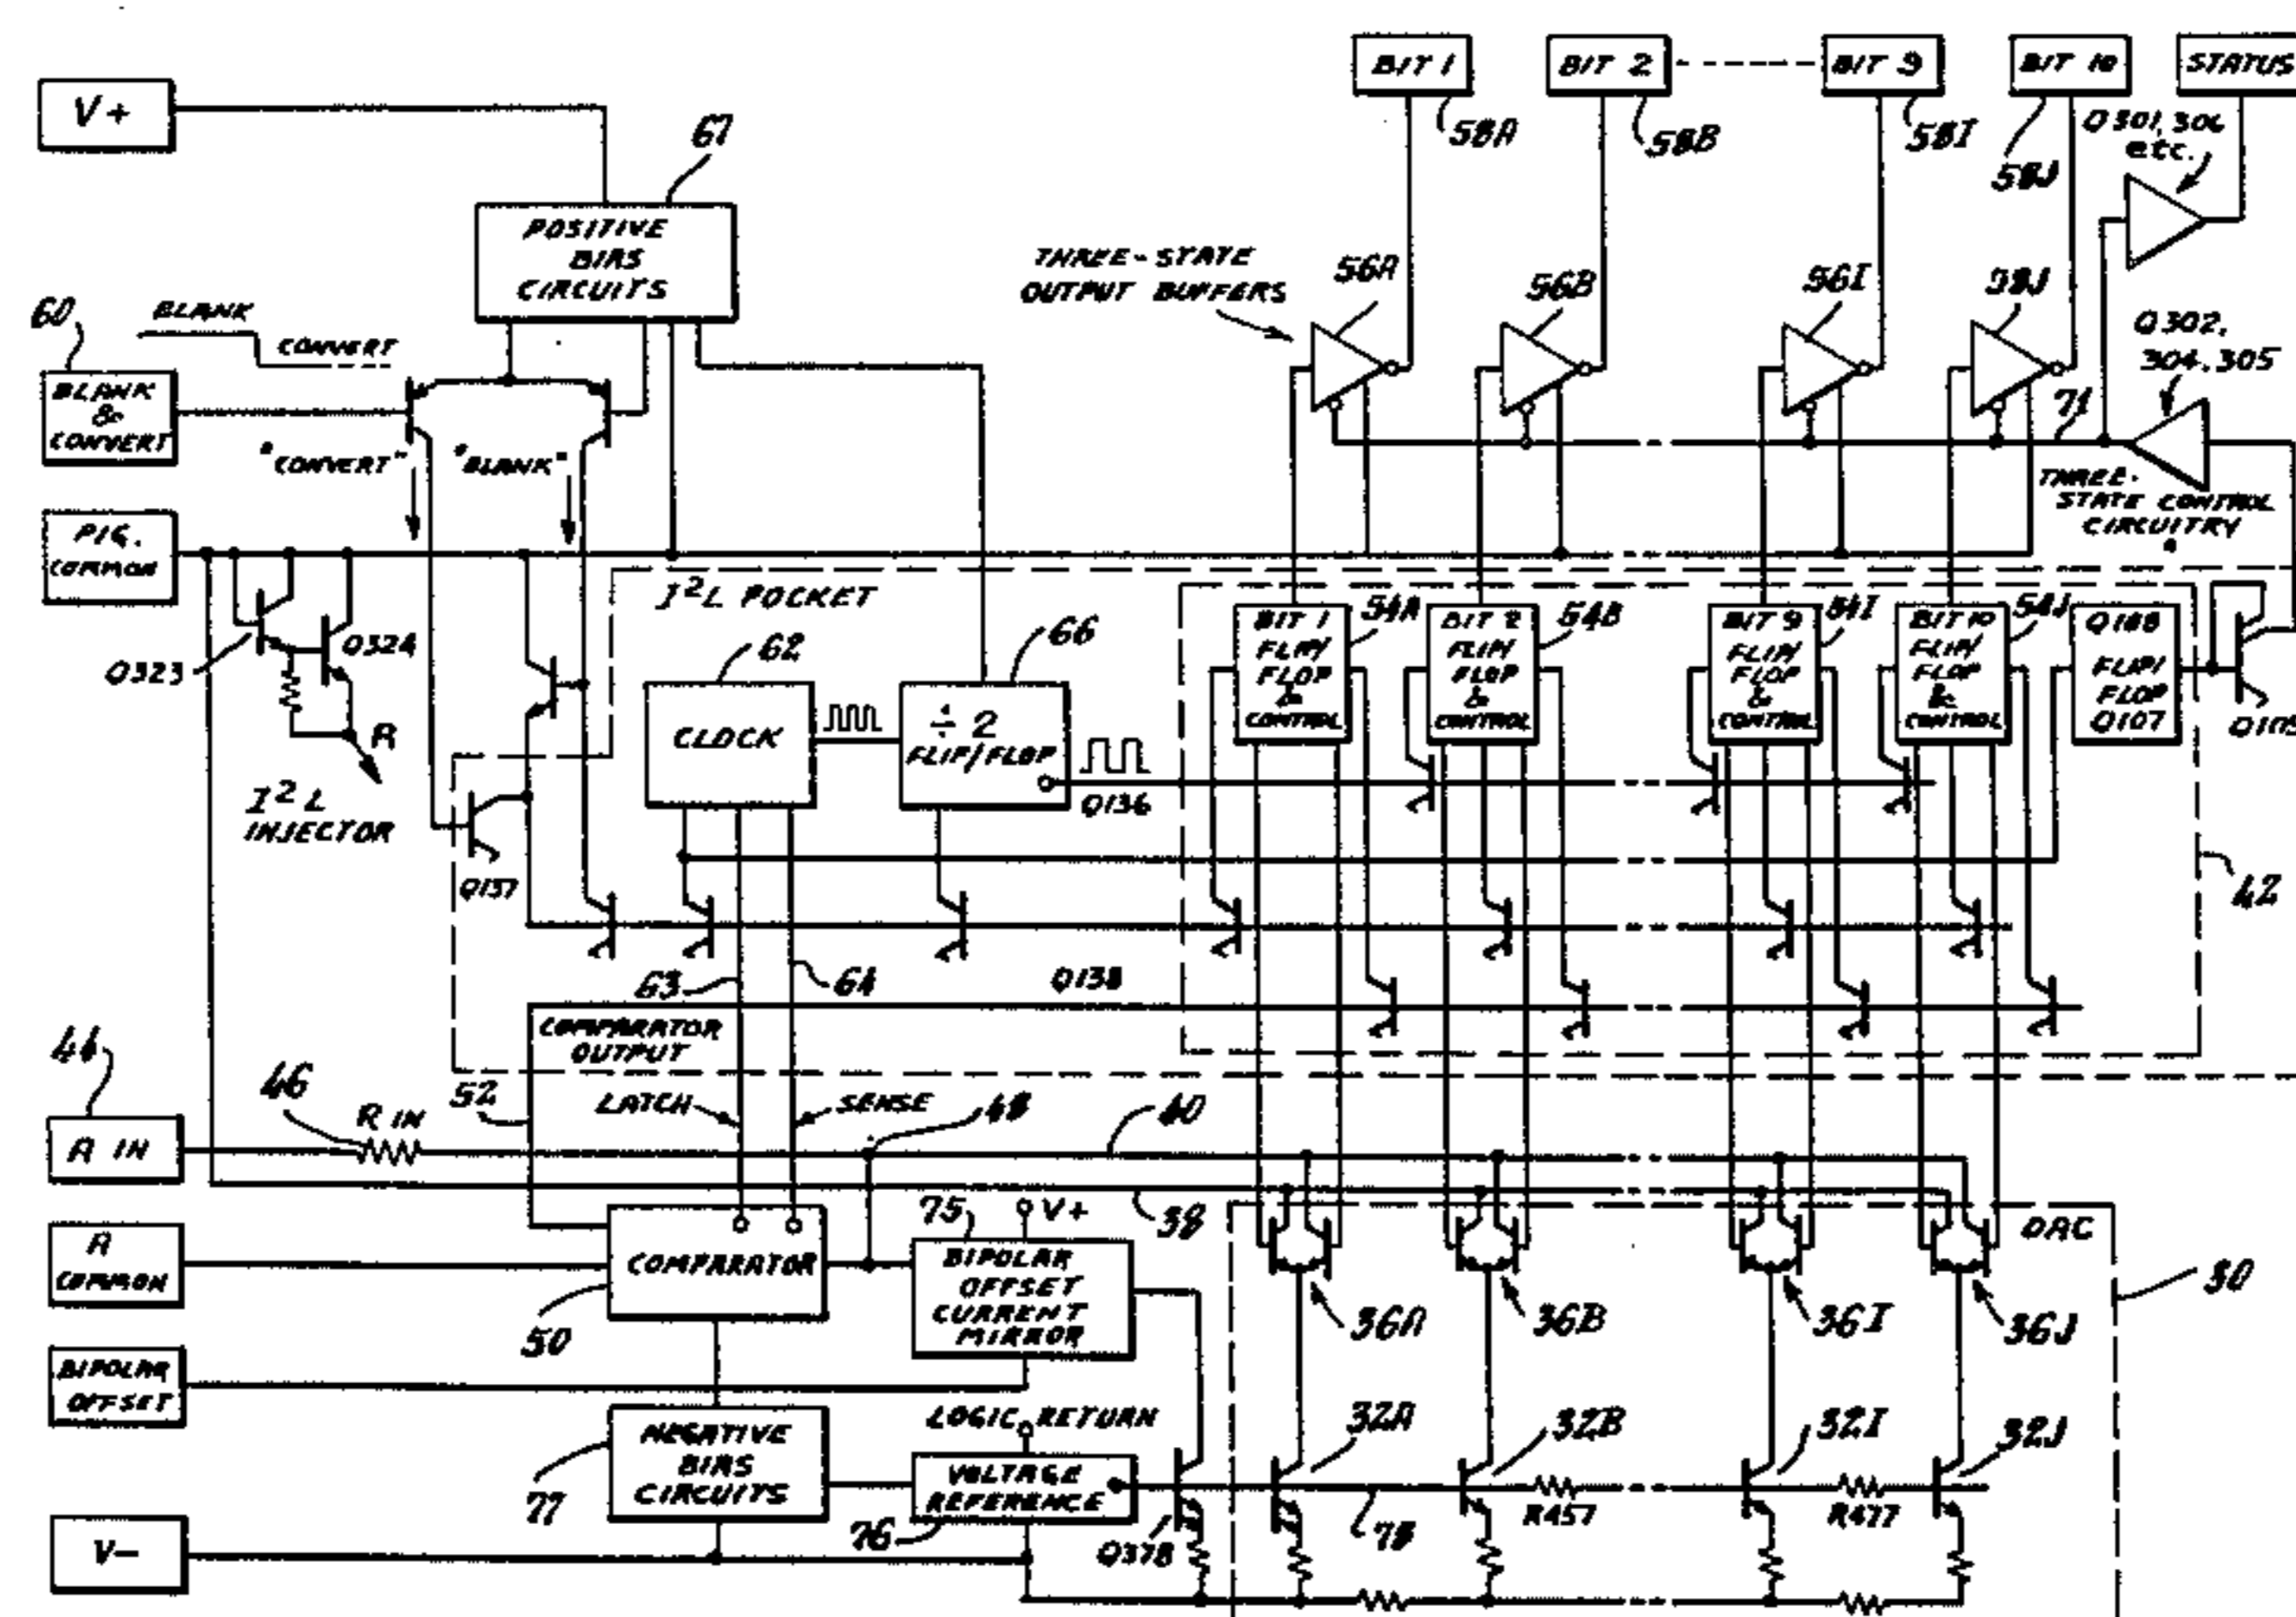 BIT 1
BIT 2
BIT 9
BIT 10
STATUS
V+
67
58A
58B
58I
58J
Q301, 306
etc.
POSITIVE
BIAS
CIRCUITS
THREE-STATE
OUTPUT BUFFERS
56A
56B
56I
Q302,
304, 305
60
BLANK
CONVERT
BLANK
&
CONVERT
"CONVERT"
"BLANK"
71
THREE-
STATE CONTROL
CIRCUITRY
DIG.
COMMON
I²L POCKET
Q323
Q324
R
I²L
INJECTOR
62
66
CLOCK
÷ 2
FLIP/FLOP
Q136
BIT 1
FLIP/
FLOP
&
CONTROL
54A
BIT 2
FLIP/
FLOP
&
CONTROL
54B
BIT 9
FLIP/
FLOP
&
CONTROL
54I
BIT 10
FLIP/
FLOP
&
CONTROL
54J
Q108
FLIP/
FLOP
Q107
Q105
Q137
42
63
64
Q138
COMPARATOR
OUTPUT
44
46
R IN
52
LATCH
SENSE
48
40
A IN
75
V+
38
DAC
A
COMMON
COMPARATOR
BIPOLAR
OFFSET
CURRENT
MIRROR
30
50
36A
36B
36I
36J
BIPOLAR
OFFSET
LOGIC RETURN
32A
32B
32I
32J
NEGATIVE
BIAS
CIRCUITS
VOLTAGE
REFERENCE
77
76
Q378
78
R457
R477
V−